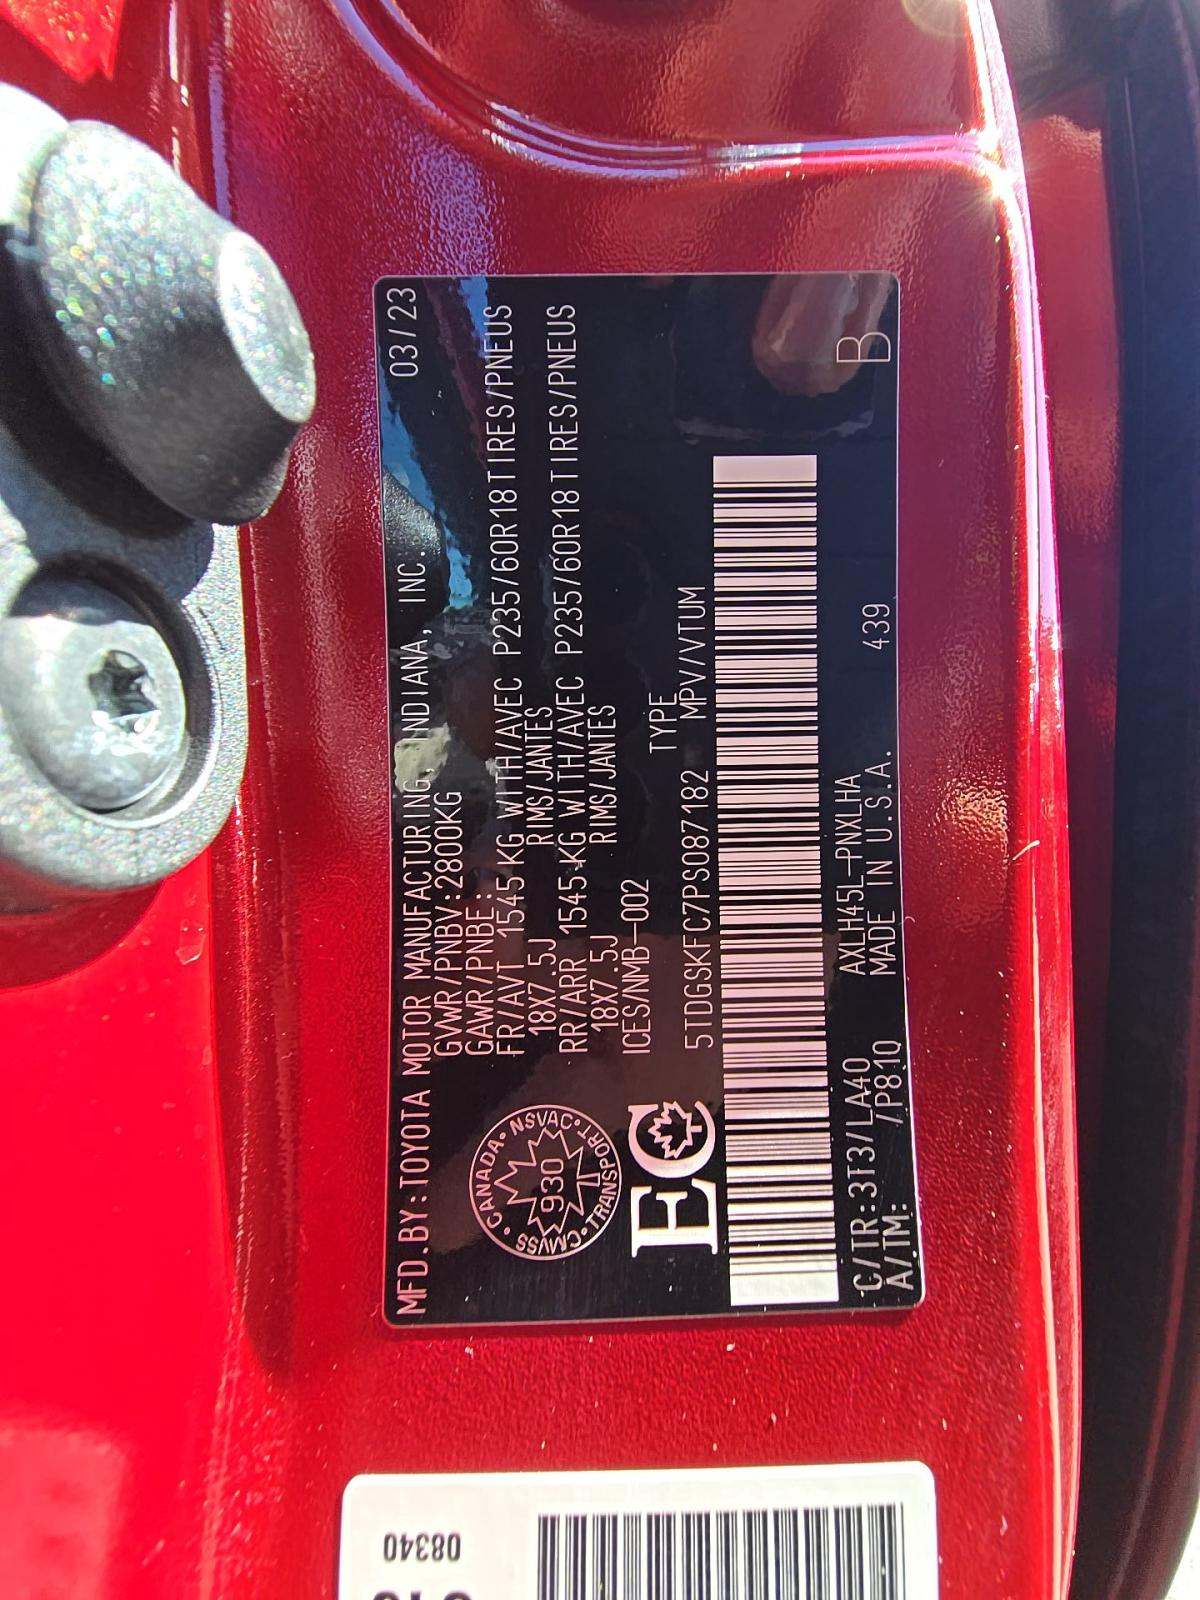 MFD.BY:TOYOTA MOTOR MANUFACTURING, INDIANA, INC. 03/23
GVWR/PNBV:2800KG
GAWR/PNBE:
FR/AVT 1545 KG WITH/AVEC P235/60R18 TIRES/PNEUS
18X7.5J RIMS/JANTES
RR/ARR 1545 KG WITH/AVEC P235/60R18 TIRES/PNEUS
18X7.5J RIMS/JANTES
ICES/NMB-002
CANADA • NSVAC • TRANSPORT • CMVSS •
930
EC
TYPE
5TDGSKFC7PS087182 MPV/VTUM
C/TR:3T3/LA40 AXLH45L-PNXLHA
A/TM: /P810 MADE IN U.S.A. 439 B
08340